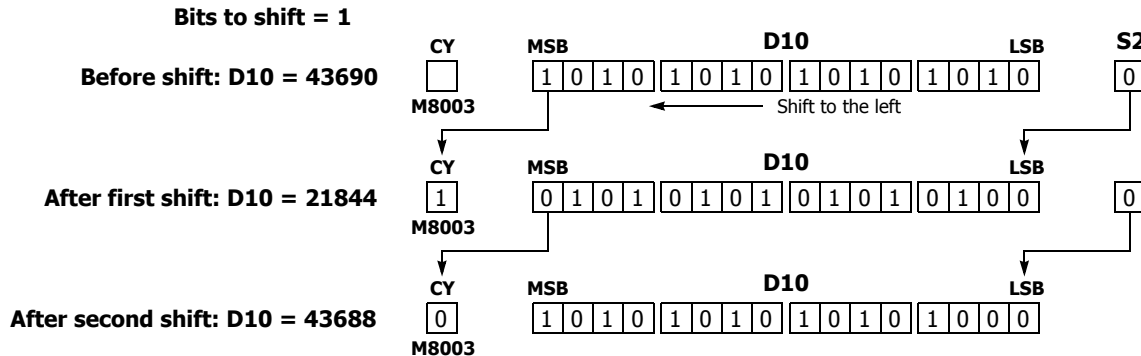 Bits to shift = 1
CY MSB D10 LSB S2
Before shift: D10 = 43690 1 0 1 0 1 0 1 0 1 0 1 0 1 0 1 0 0
M8003 Shift to the left
CY MSB D10 LSB
After first shift: D10 = 21844 1 0 1 0 1 0 1 0 1 0 1 0 1 0 1 0 0 0
M8003
CY MSB D10 LSB
After second shift: D10 = 43688 0 1 0 1 0 1 0 1 0 1 0 1 0 1 0 0 0
M8003